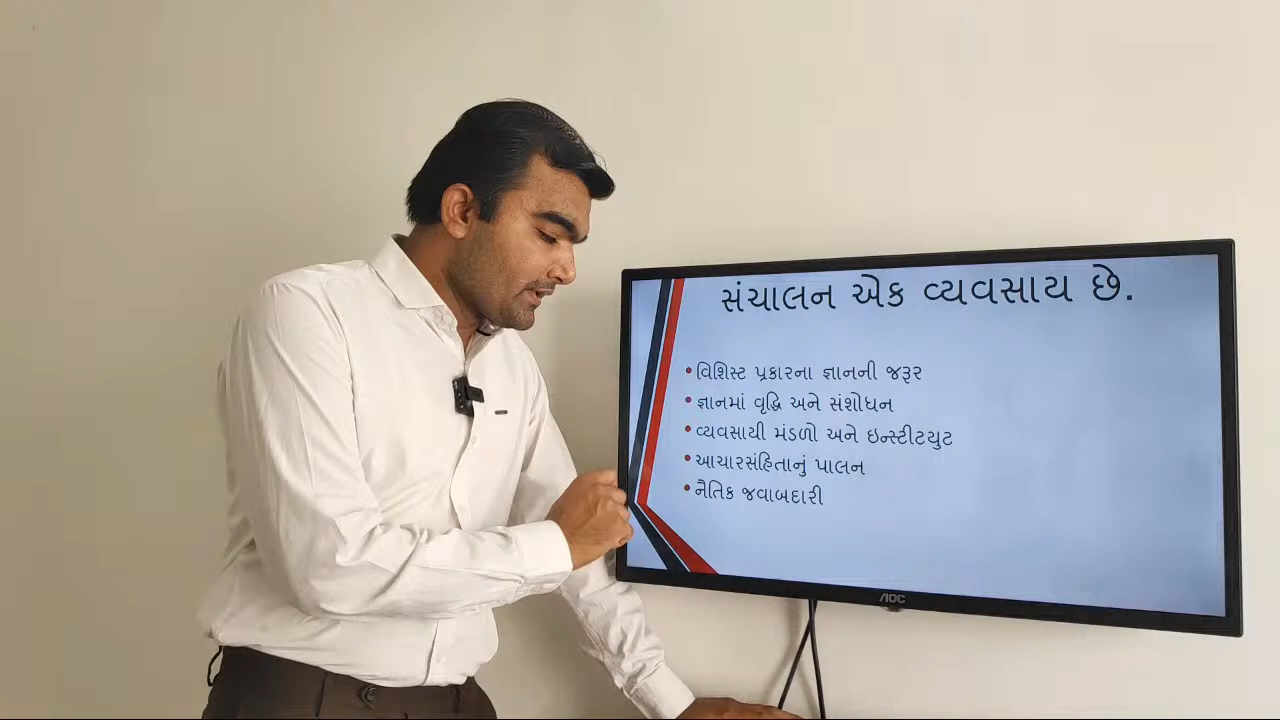 સંચાલન એક વ્યવસાય છે.
•વિશિસ્ટ પ્રકારના જ્ઞાનની જરૂર
•જ્ઞાનમાં વૃદ્ધિ અને સંશોધન
•વ્યવસાયી મંડળો અને ઇન્સ્ટીટયુટ
•આચારસંહિતાનું પાલન
•નૈતિક જવાબદારી
AOC